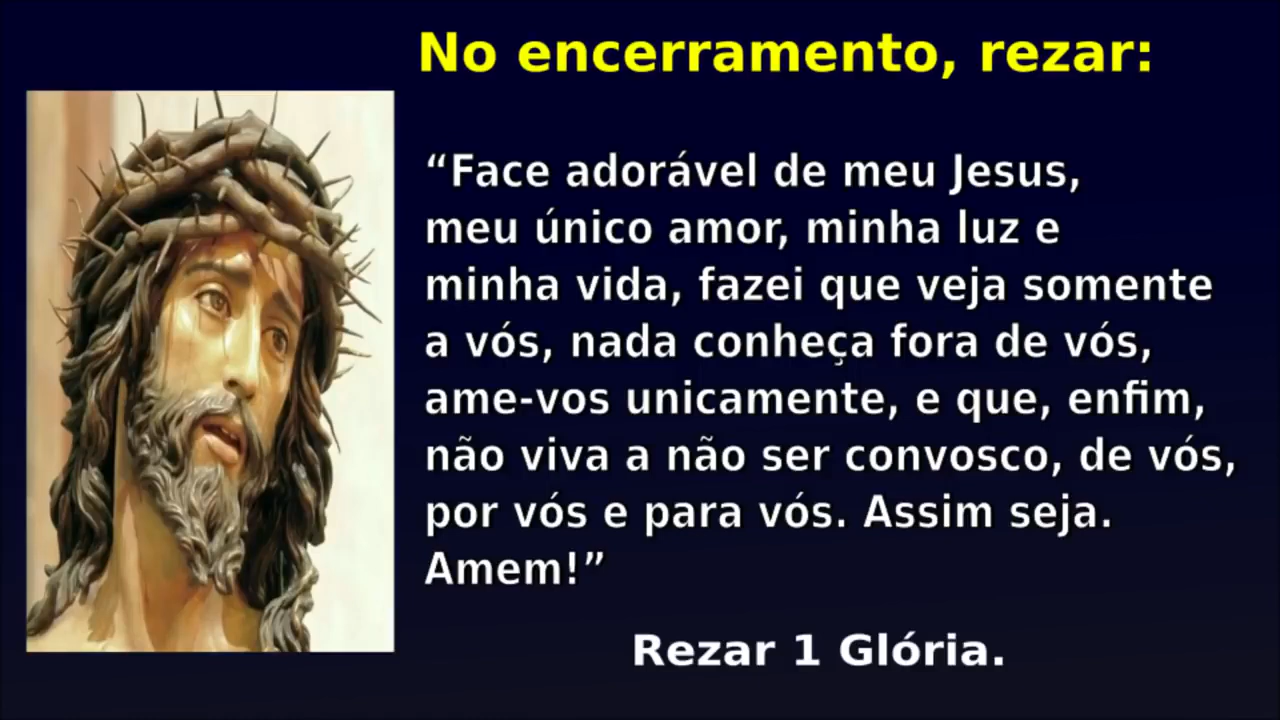 No encerramento, rezar:
“Face adorável de meu Jesus,
meu único amor, minha luz e
minha vida, fazei que veja somente
a vós, nada conheça fora de vós,
ame-vos unicamente, e que, enfim,
não viva a não ser convosco, de vós,
por vós e para vós. Assim seja.
Amem!”
Rezar 1 Glória.